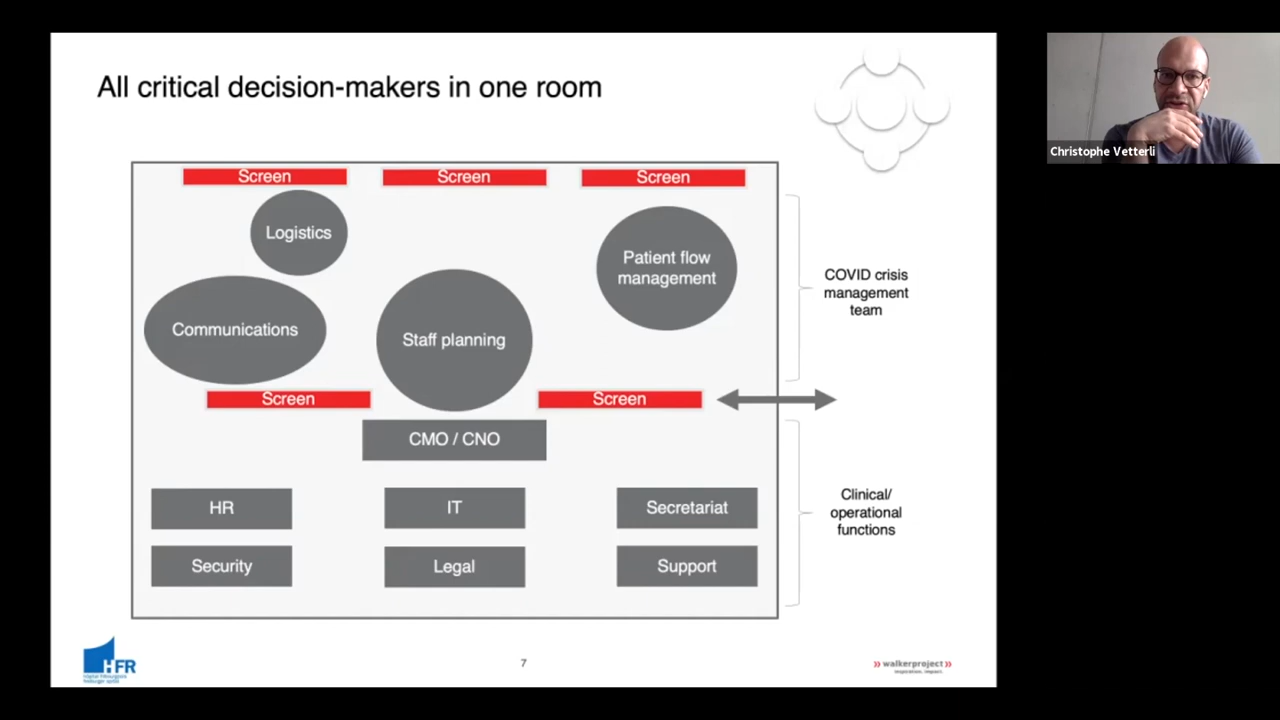 All critical decision-makers in one room
Christophe Vetterli
Screen
Screen
Screen
Logistics
Patient flow
management
Communications
Staff planning
COVID crisis
management
team
Screen
Screen
CMO / CNO
HR
IT
Secretariat
Clinical/
operational
functions
Security
Legal
Support
HFR
7
walkerproject